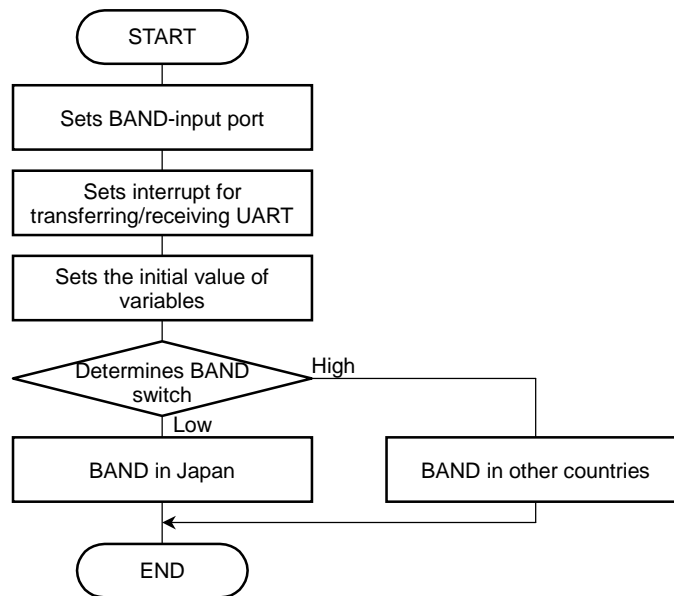 START
Sets BAND-input port
Sets interrupt for
transferring/receiving UART
Sets the initial value of
variables
Determines BAND
switch
High
Low
BAND in Japan
BAND in other countries
END